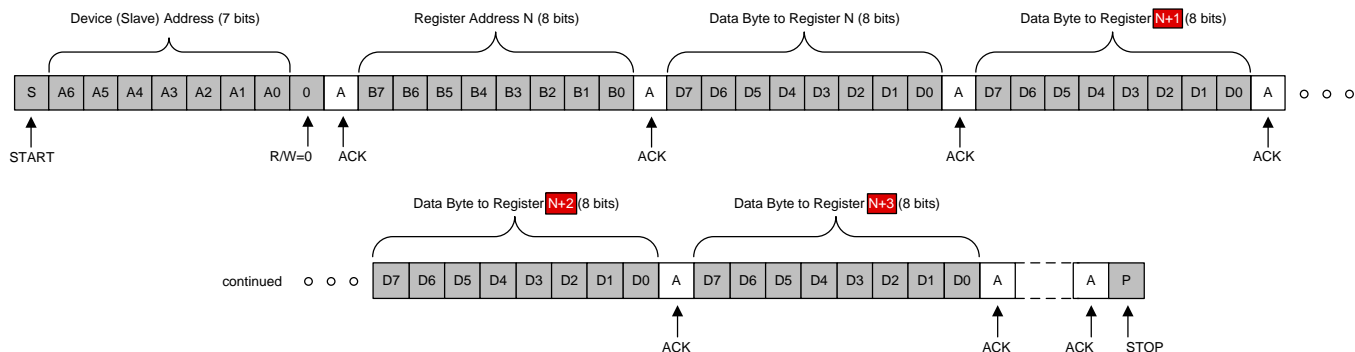 Device (Slave) Address (7 bits) Register Address N (8 bits) Data Byte to Register N (8 bits) Data Byte to Register N+1 (8 bits)
S A6 A5 A4 A3 A2 A1 A0 0 A B7 B6 B5 B4 B3 B2 B1 B0 A D7 D6 D5 D4 D3 D2 D1 D0 A D7 D6 D5 D4 D3 D2 D1 D0 A
START R/W=0 ACK ACK ACK ACK
Data Byte to Register N+2 (8 bits) Data Byte to Register N+3 (8 bits)
continued D7 D6 D5 D4 D3 D2 D1 D0 A D7 D6 D5 D4 D3 D2 D1 D0 A A P
ACK ACK ACK STOP